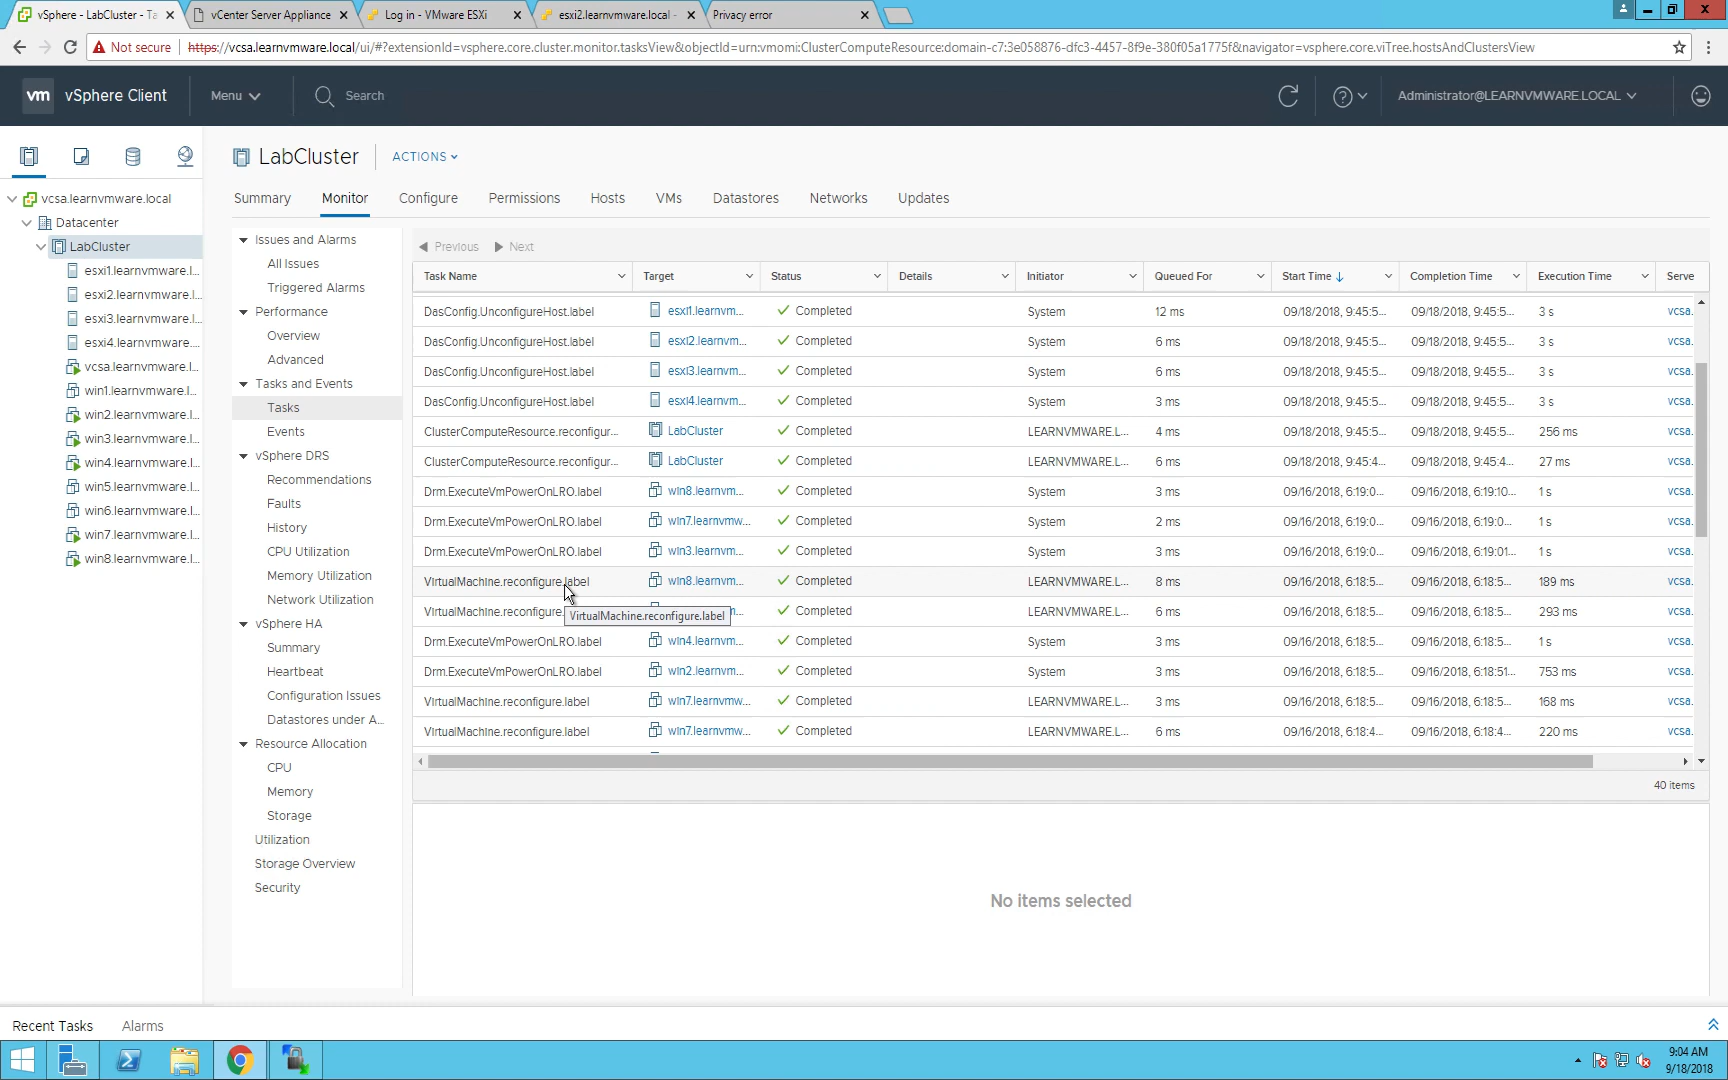 vSphere - LabCluster - Ta
vCenter Server Appliance
Log in - VMware ESXi
esxi2.learnvmware.local -
Privacy error
Not secure
https://vcsa.learnvmware.local/ui/#?extensionId=vsphere.core.cluster.monitor.tasksView&objectId=urn:vmomi:ClusterComputeResource:domain-c7:3e058876-dfc3-4457-8f9e-380f05a1775f&navigator=vsphere.core.viTree.hostsAndClustersView
vm vSphere Client
Menu
Search
Administrator@LEARNVMWARE.LOCAL
vcsa.learnvmware.local
Datacenter
LabCluster
esxi1.learnvmware.l...
esxi2.learnvmware.l...
esxi3.learnvmware.l...
esxi4.learnvmware....
vcsa.learnvmware.l...
win1.learnvmware.l...
win2.learnvmware.l...
win3.learnvmware.l...
win4.learnvmware.l...
win5.learnvmware.l...
win6.learnvmware.l...
win7.learnvmware.l...
win8.learnvmware.l...
LabCluster
ACTIONS
Summary Monitor Configure Permissions Hosts VMs Datastores Networks Updates
Issues and Alarms
All Issues
Triggered Alarms
Performance
Overview
Advanced
Tasks and Events
Tasks
Events
vSphere DRS
Recommendations
Faults
History
CPU Utilization
Memory Utilization
Network Utilization
vSphere HA
Summary
Heartbeat
Configuration Issues
Datastores under A...
Resource Allocation
CPU
Memory
Storage
Utilization
Storage Overview
Security
Previous Next
Task Name Target Status Details Initiator Queued For Start Time Completion Time Execution Time Serve
DasConfig.UnconfigureHost.label esxi1.learnvm... Completed System 12 ms 09/18/2018, 9:45:5... 09/18/2018, 9:45:5... 3 s vcsa.
DasConfig.UnconfigureHost.label esxi2.learnvm... Completed System 6 ms 09/18/2018, 9:45:5... 09/18/2018, 9:45:5... 3 s vcsa.
DasConfig.UnconfigureHost.label esxi3.learnvm... Completed System 6 ms 09/18/2018, 9:45:5... 09/18/2018, 9:45:5... 3 s vcsa.
DasConfig.UnconfigureHost.label esxi4.learnvm... Completed System 3 ms 09/18/2018, 9:45:5... 09/18/2018, 9:45:5... 3 s vcsa.
ClusterComputeResource.reconfigur... LabCluster Completed LEARNVMWARE.L... 4 ms 09/18/2018, 9:45:5... 09/18/2018, 9:45:5... 256 ms vcsa.
ClusterComputeResource.reconfigur... LabCluster Completed LEARNVMWARE.L... 6 ms 09/18/2018, 9:45:4... 09/18/2018, 9:45:4... 27 ms vcsa.
Drm.ExecuteVmPowerOnLRO.label win8.learnvm... Completed System 3 ms 09/16/2018, 6:19:0... 09/16/2018, 6:19:10... 1 s vcsa.
Drm.ExecuteVmPowerOnLRO.label win7.learnvmw... Completed System 2 ms 09/16/2018, 6:19:0... 09/16/2018, 6:19:0... 1 s vcsa.
Drm.ExecuteVmPowerOnLRO.label win3.learnvm... Completed System 3 ms 09/16/2018, 6:19:0... 09/16/2018, 6:19:01... 1 s vcsa.
VirtualMachine.reconfigure.label win8.learnvm... Completed LEARNVMWARE.L... 8 ms 09/16/2018, 6:18:5... 09/16/2018, 6:18:5... 189 ms vcsa.
VirtualMachine.reconfigure. Completed LEARNVMWARE.L... 6 ms 09/16/2018, 6:18:5... 09/16/2018, 6:18:5... 293 ms vcsa.
VirtualMachine.reconfigure.label
Drm.ExecuteVmPowerOnLRO.label win4.learnvm... Completed System 3 ms 09/16/2018, 6:18:5... 09/16/2018, 6:18:5... 1 s vcsa.
Drm.ExecuteVmPowerOnLRO.label win2.learnvm... Completed System 3 ms 09/16/2018, 6:18:5... 09/16/2018, 6:18:51... 753 ms vcsa.
VirtualMachine.reconfigure.label win7.learnvmw... Completed LEARNVMWARE.L... 3 ms 09/16/2018, 6:18:5... 09/16/2018, 6:18:5... 168 ms vcsa.
VirtualMachine.reconfigure.label win7.learnvmw... Completed LEARNVMWARE.L... 6 ms 09/16/2018, 6:18:4... 09/16/2018, 6:18:4... 220 ms vcsa.
40 items
No items selected
Recent Tasks Alarms
9:04 AM
9/18/2018